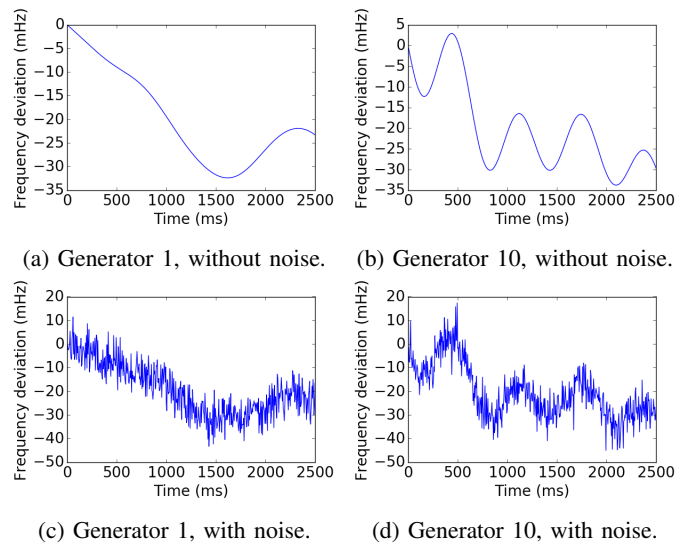 Frequency deviation (mHz)
0
−5
−10
−15
−20
−25
−30
−35
0 500 1000 1500 2000 2500
Time (ms)
Frequency deviation (mHz)
5
0
−5
−10
−15
−20
−25
−30
−35
0 500 1000 1500 2000 2500
Time (ms)
(a) Generator 1, without noise.
(b) Generator 10, without noise.
Frequency deviation (mHz)
20
10
0
−10
−20
−30
−40
−50
0 500 1000 1500 2000 2500
Time (ms)
Frequency deviation (mHz)
20
10
0
−10
−20
−30
−40
−50
0 500 1000 1500 2000 2500
Time (ms)
(c) Generator 1, with noise.
(d) Generator 10, with noise.